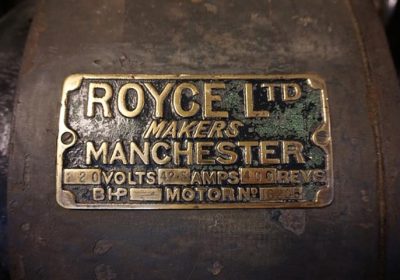 ROYCE LTD
MAKERS
MANCHESTER
VOLTS AMPS REVS
BHP MOTOR No